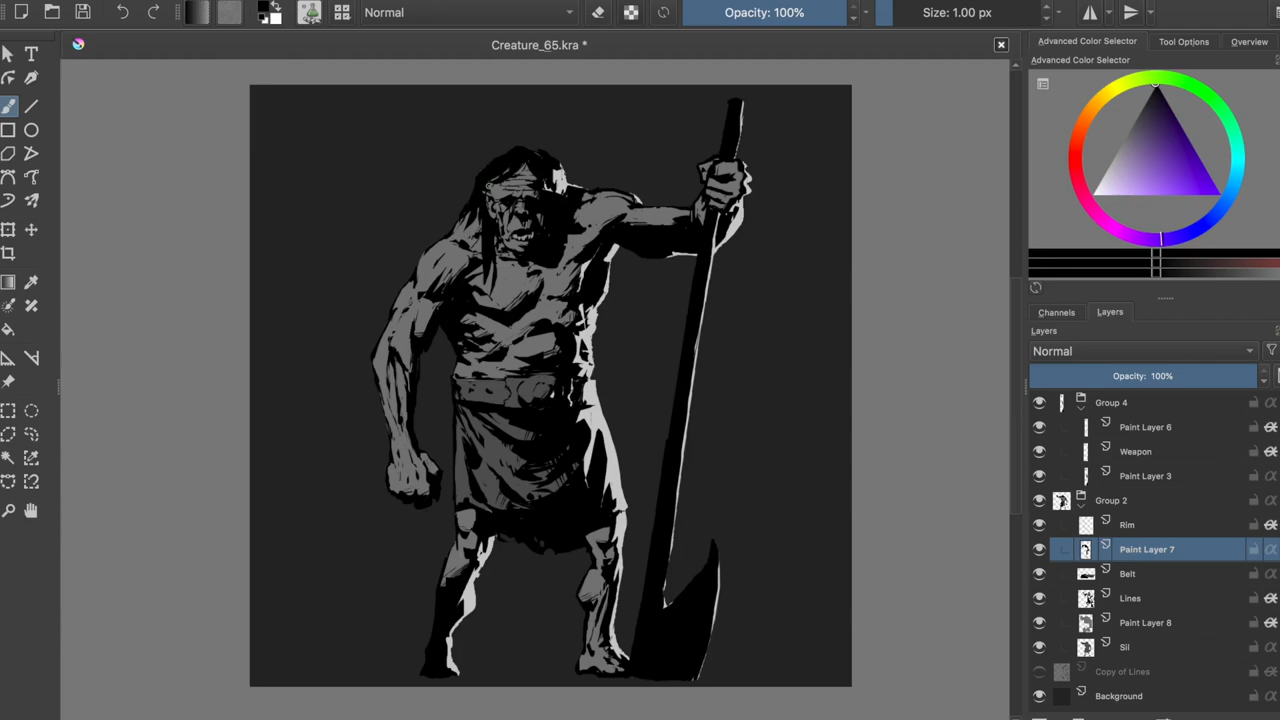 Normal
Opacity: 100%
Size: 1.00 px
Creature_65.kra *
Advanced Color Selector
Tool Options
Overview
Advanced Color Selector
Channels
Layers
Layers
Normal
Opacity: 100%
Group 4
Paint Layer 6
Weapon
Paint Layer 3
Group 2
Rim
Paint Layer 7
Belt
Lines
Paint Layer 8
Sil
Copy of Lines
Background